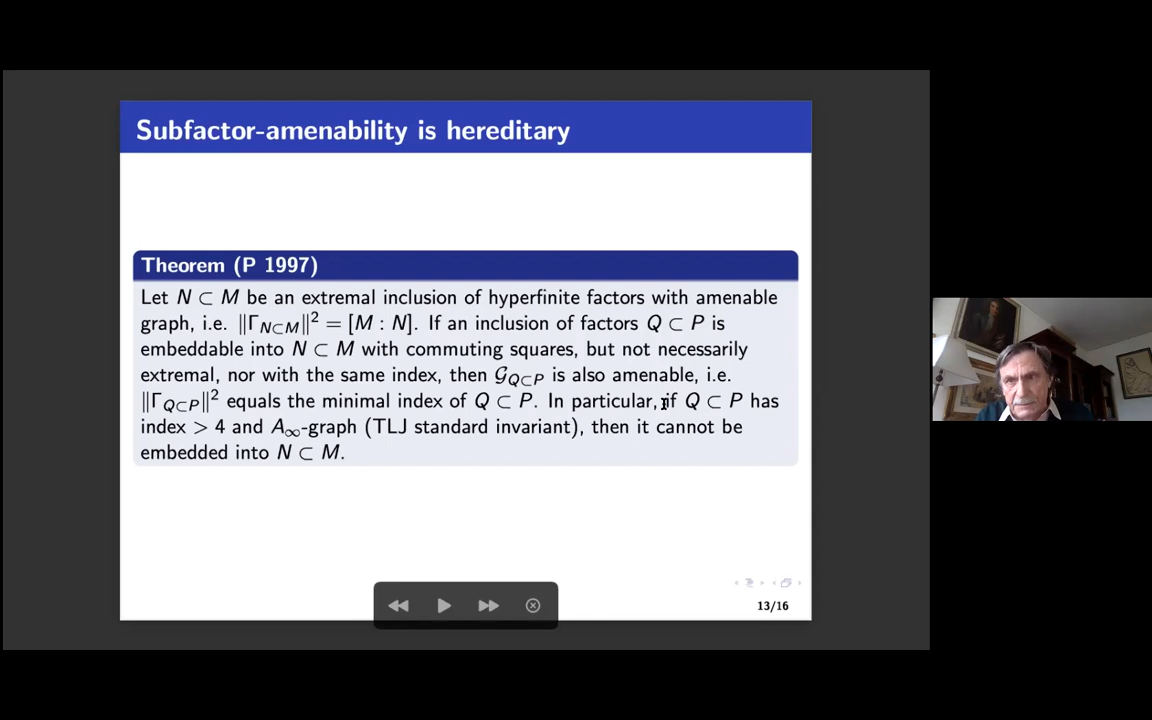 Subfactor-amenability is hereditary
Theorem (P 1997)
Let N ⊂ M be an extremal inclusion of hyperfinite factors with amenable
graph, i.e. ‖Γ_{N⊂M}‖² = [M : N]. If an inclusion of factors Q ⊂ P is
embeddable into N ⊂ M with commuting squares, but not necessarily
extremal, nor with the same index, then 𝒢_{Q⊂P} is also amenable, i.e.
‖Γ_{Q⊂P}‖² equals the minimal index of Q ⊂ P. In particular, if Q ⊂ P has
index > 4 and A_∞-graph (TLJ standard invariant), then it cannot be
embedded into N ⊂ M.
13/16